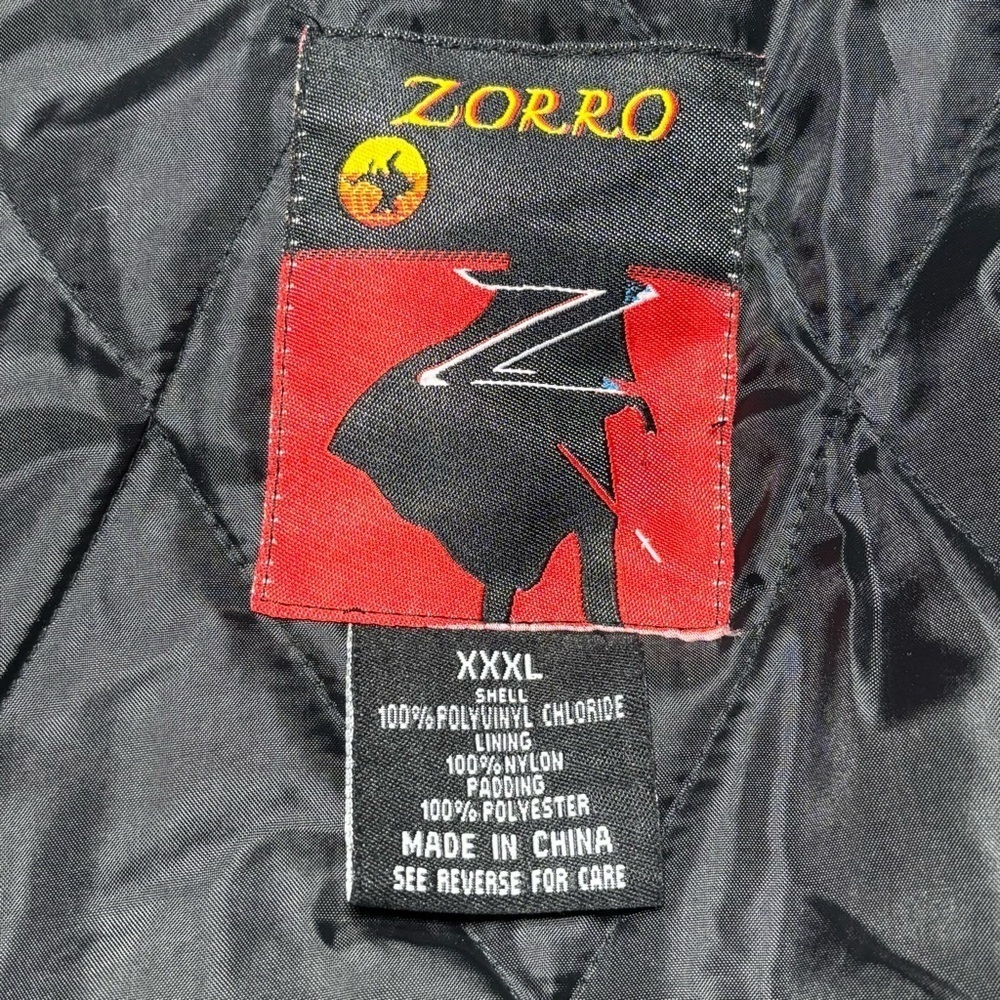 ZORRO
Z
XXXL
SHELL
100%POLYVINYL CHLORIDE
LINING
100%NYLON
PADDING
100%POLYESTER
MADE IN CHINA
SEE REVERSE FOR CARE